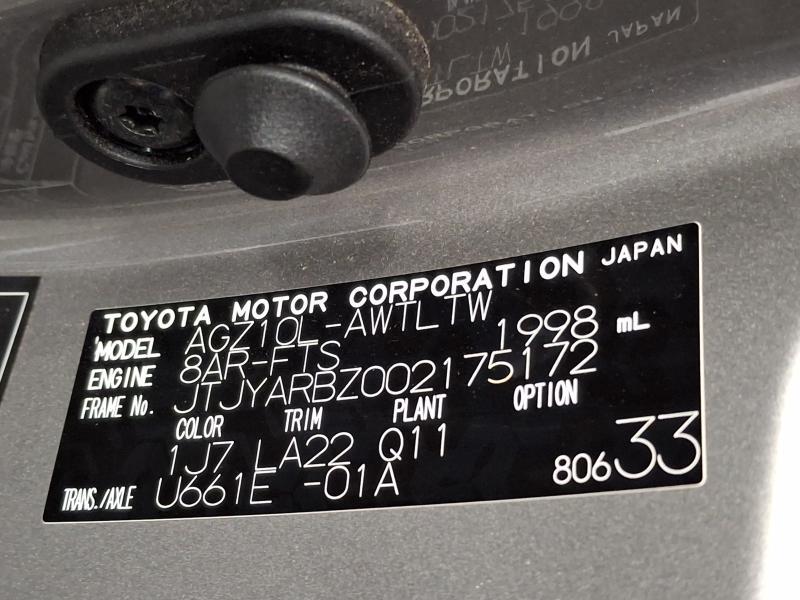 TOYOTA MOTOR CORPORATION JAPAN
MODEL AGZ10L-AWTLTW
ENGINE 8AR-FTS 1998 mL
FRAME No. JTJYARBZ002175172
COLOR TRIM PLANT OPTION
1J7 LA22 Q11
TRANS./AXLE U661E -01A
80633